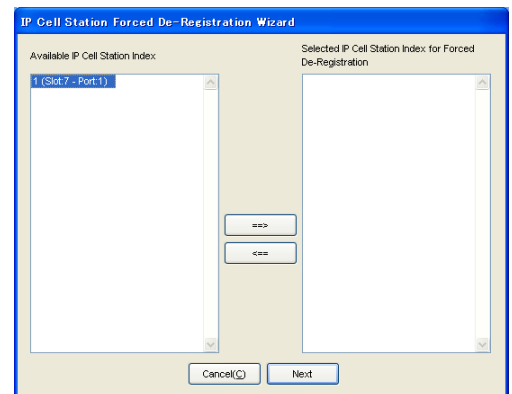 IP Cell Station Forced De-Registration Wizard
Available IP Cell Station Index
Selected IP Cell Station Index for Forced
De-Registration
1 (Slot:7 - Port:1)
==>
<==
Cancel(C)
Next